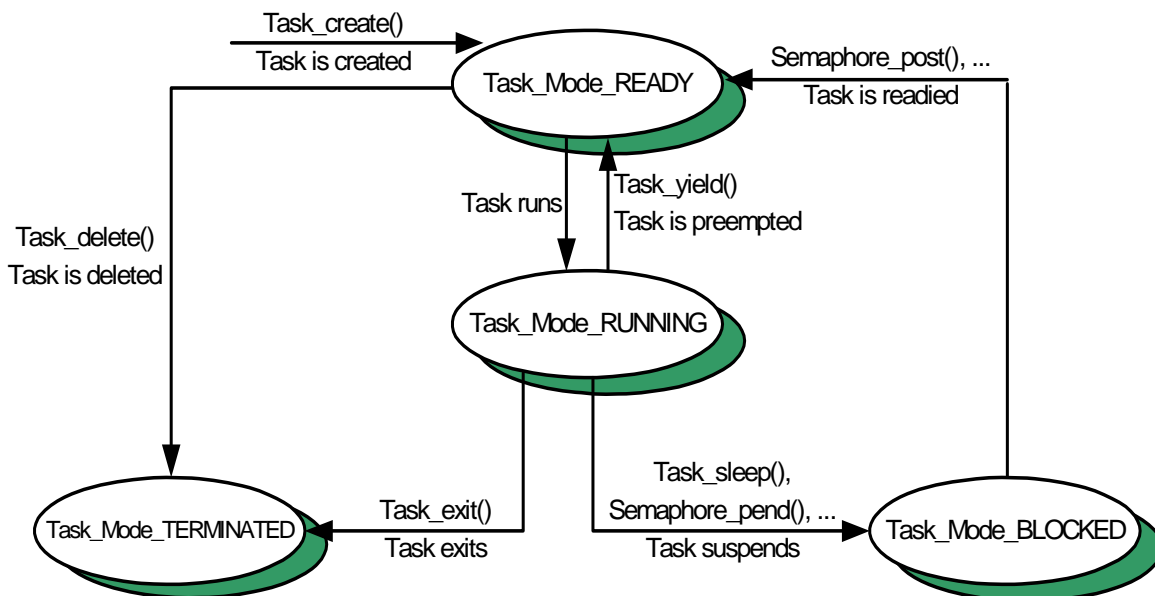 Task_create()
Task is created
Task_Mode_READY
Semaphore_post(), ...
Task is readied
Task runs
Task_yield()
Task is preempted
Task_delete()
Task is deleted
Task_Mode_RUNNING
Task_Mode_TERMINATED
Task_exit()
Task exits
Task_sleep(),
Semaphore_pend(), ...
Task suspends
Task_Mode_BLOCKED